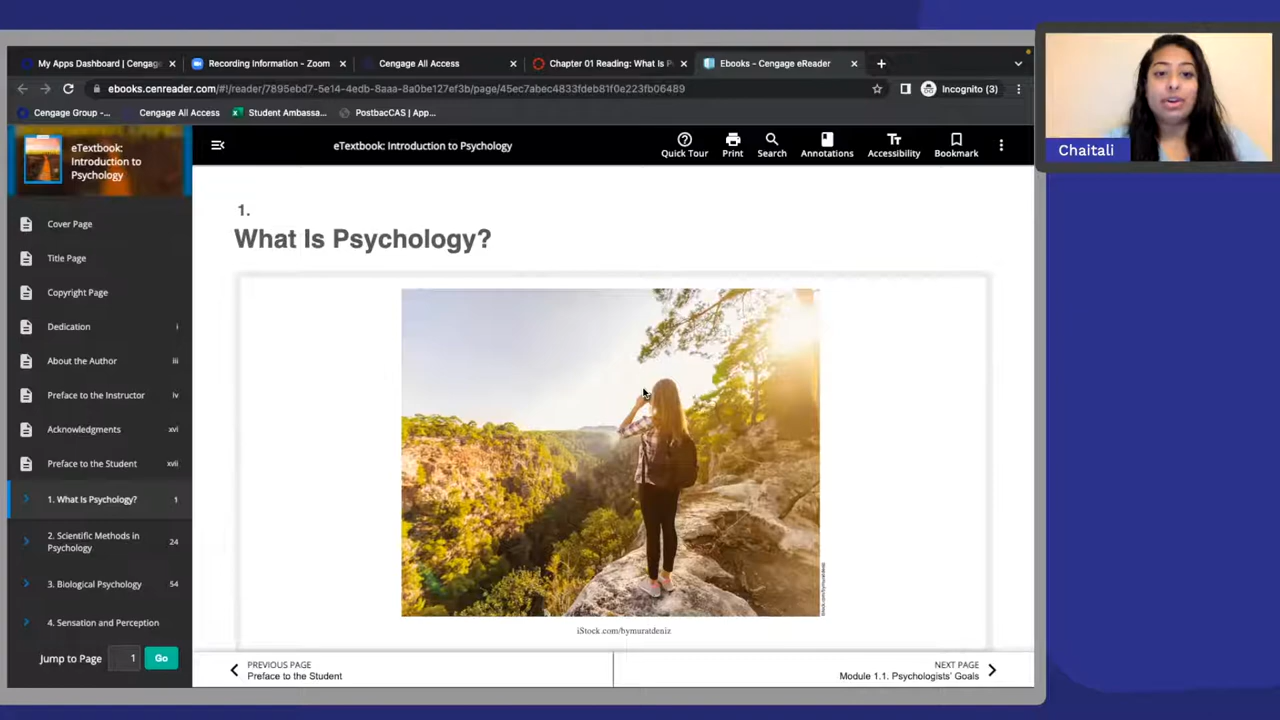 My Apps Dashboard | Cengag
Recording Information - Zoom
Cengage All Access
Chapter 01 Reading: What Is P
Ebooks – Cengage eReader
ebooks.cenreader.com/#!/reader/7895ebd7-5e14-4edb-8aaa-8a0be127ef3b/page/45ec7abec4833fdeb81f0e223fb06489
Incognito (3)
Cengage Group -...
Cengage All Access
Student Ambassa...
PostbacCAS | App...
Chaitali
eTextbook:
Introduction to
Psychology
eTextbook: Introduction to Psychology
Quick Tour
Print
Search
Annotations
Accessibility
Bookmark
Cover Page
Title Page
Copyright Page
Dedication i
About the Author iii
Preface to the Instructor iv
Acknowledgments xvi
Preface to the Student xvii
1. What Is Psychology? 1
2. Scientific Methods in
Psychology 24
3. Biological Psychology 54
4. Sensation and Perception
Jump to Page 1 Go
1.
What Is Psychology?
iStock.com/bymuratdeniz
iStock.com/bymuratdeniz
PREVIOUS PAGE
Preface to the Student
NEXT PAGE
Module 1.1. Psychologists' Goals